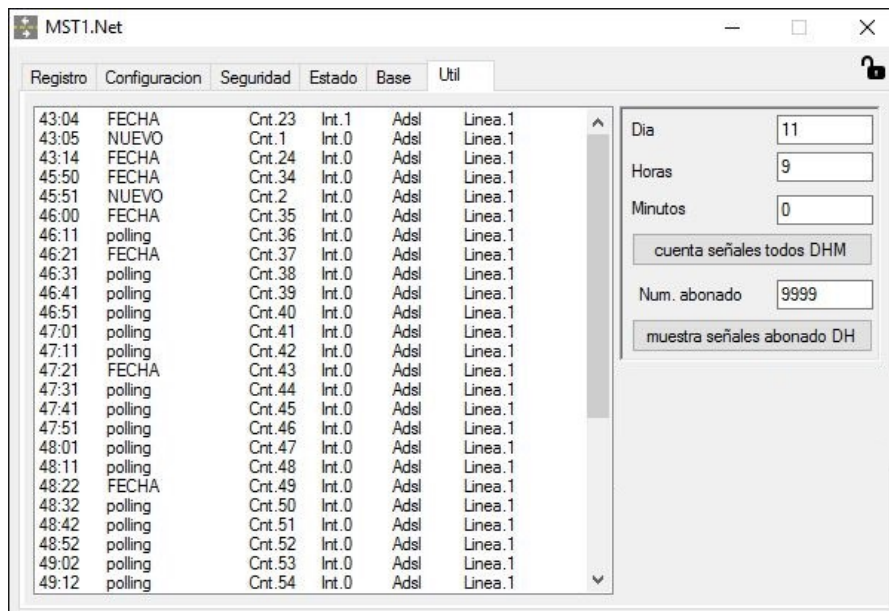 MST1.Net
Registro Configuracion Seguridad Estado Base Util
43:04 FECHA Cnt.23 Int.1 Adsl Linea.1
43:05 NUEVO Cnt.1 Int.0 Adsl Linea.1
43:14 FECHA Cnt.24 Int.0 Adsl Linea.1
45:50 FECHA Cnt.34 Int.0 Adsl Linea.1
45:51 NUEVO Cnt.2 Int.0 Adsl Linea.1
46:00 FECHA Cnt.35 Int.0 Adsl Linea.1
46:11 polling Cnt.36 Int.0 Adsl Linea.1
46:21 FECHA Cnt.37 Int.0 Adsl Linea.1
46:31 polling Cnt.38 Int.0 Adsl Linea.1
46:41 polling Cnt.39 Int.0 Adsl Linea.1
46:51 polling Cnt.40 Int.0 Adsl Linea.1
47:01 polling Cnt.41 Int.0 Adsl Linea.1
47:11 polling Cnt.42 Int.0 Adsl Linea.1
47:21 FECHA Cnt.43 Int.0 Adsl Linea.1
47:31 polling Cnt.44 Int.0 Adsl Linea.1
47:41 polling Cnt.45 Int.0 Adsl Linea.1
47:51 polling Cnt.46 Int.0 Adsl Linea.1
48:01 polling Cnt.47 Int.0 Adsl Linea.1
48:11 polling Cnt.48 Int.0 Adsl Linea.1
48:22 FECHA Cnt.49 Int.0 Adsl Linea.1
48:32 polling Cnt.50 Int.0 Adsl Linea.1
48:42 polling Cnt.51 Int.0 Adsl Linea.1
48:52 polling Cnt.52 Int.0 Adsl Linea.1
49:02 polling Cnt.53 Int.0 Adsl Linea.1
49:12 polling Cnt.54 Int.0 Adsl Linea.1
Dia 11
Horas 9
Minutos 0
cuenta señales todos DHM
Num. abonado 9999
muestra señales abonado DH